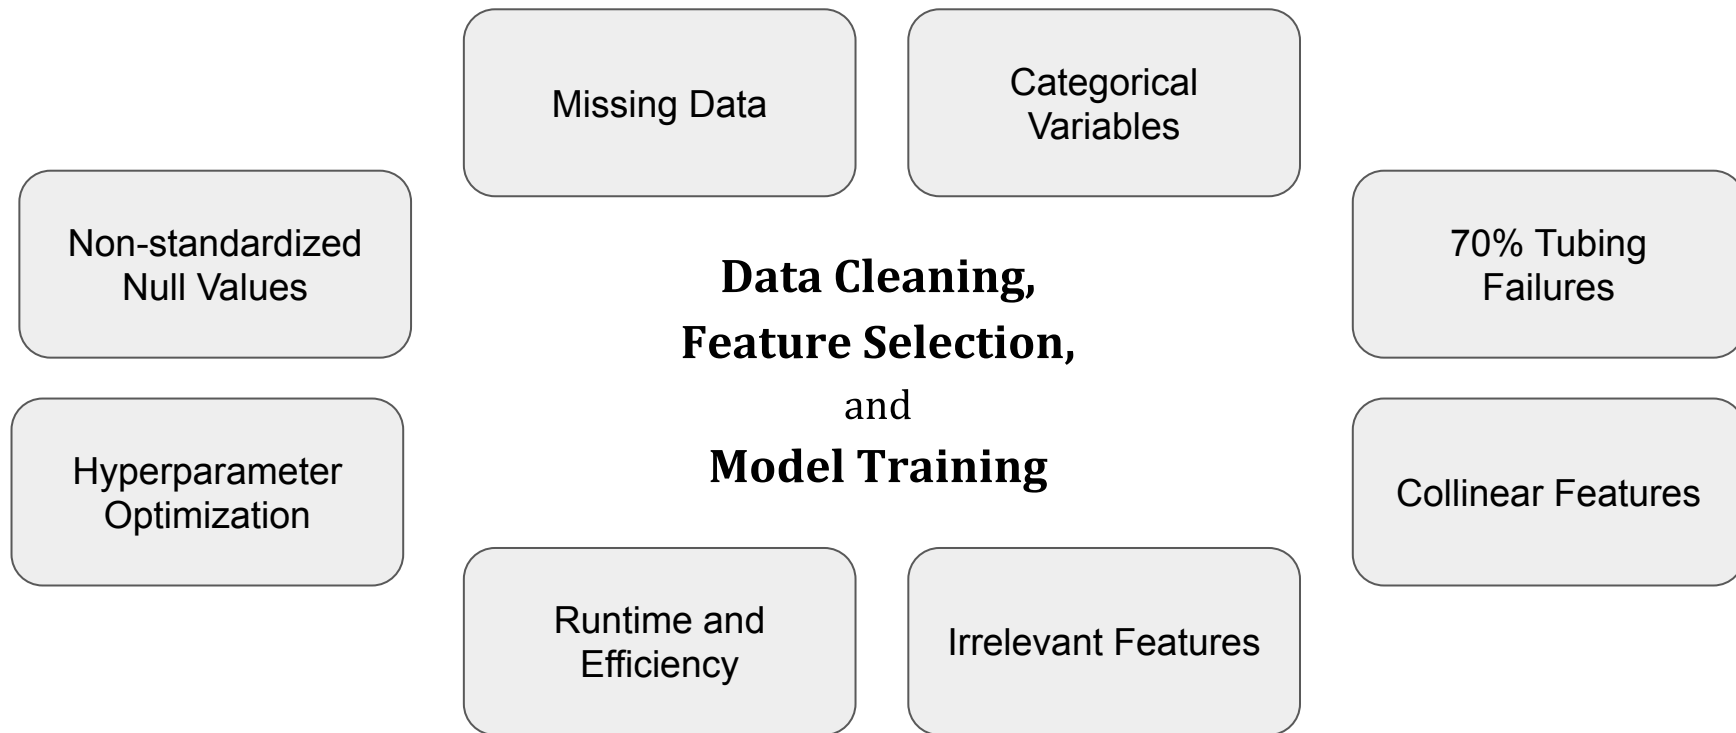 Missing Data
Categorical
Variables
Non-standardized
Null Values
70% Tubing
Failures
Data Cleaning,
Feature Selection,
and
Model Training
Hyperparameter
Optimization
Collinear Features
Runtime and
Efficiency
Irrelevant Features